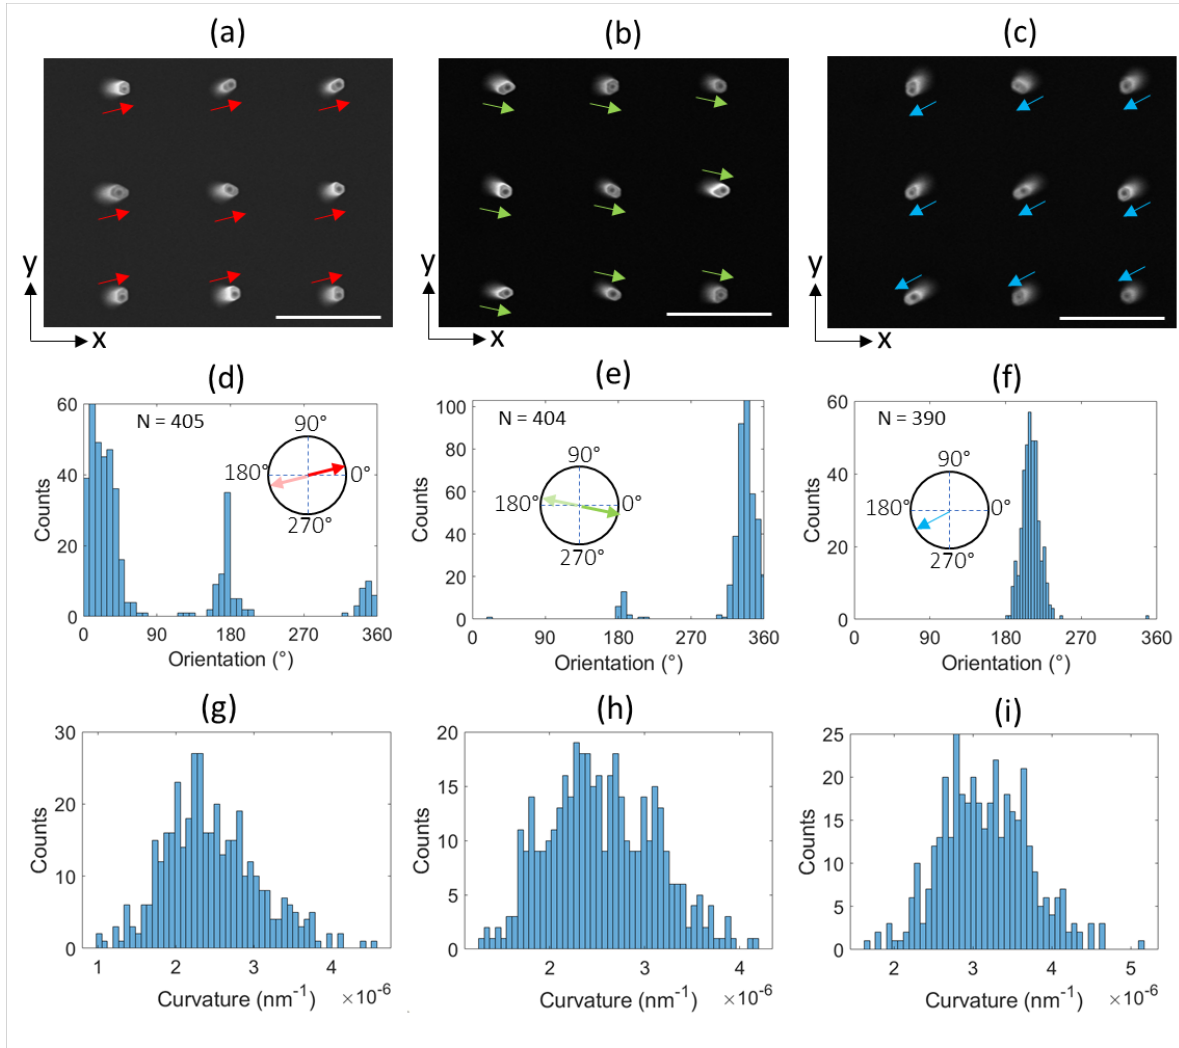 (a)
(b)
(c)
y
x
y
x
y
x
(d)
(e)
(f)
60
40
20
0
Counts
N = 405
90°
180°
0°
270°
0
90
180
270
360
Orientation (°)
100
80
60
40
20
0
Counts
N = 404
90°
180°
0°
270°
0
90
180
270
360
Orientation (°)
60
40
20
0
Counts
N = 390
90°
180°
0°
270°
0
90
180
270
360
Orientation (°)
(g)
(h)
(i)
30
20
10
0
Counts
1
2
3
4
Curvature (nm⁻¹)
×10⁻⁶
20
15
10
5
0
Counts
2
3
4
Curvature (nm⁻¹)
×10⁻⁶
25
20
15
10
5
0
Counts
2
3
4
5
Curvature (nm⁻¹)
×10⁻⁶